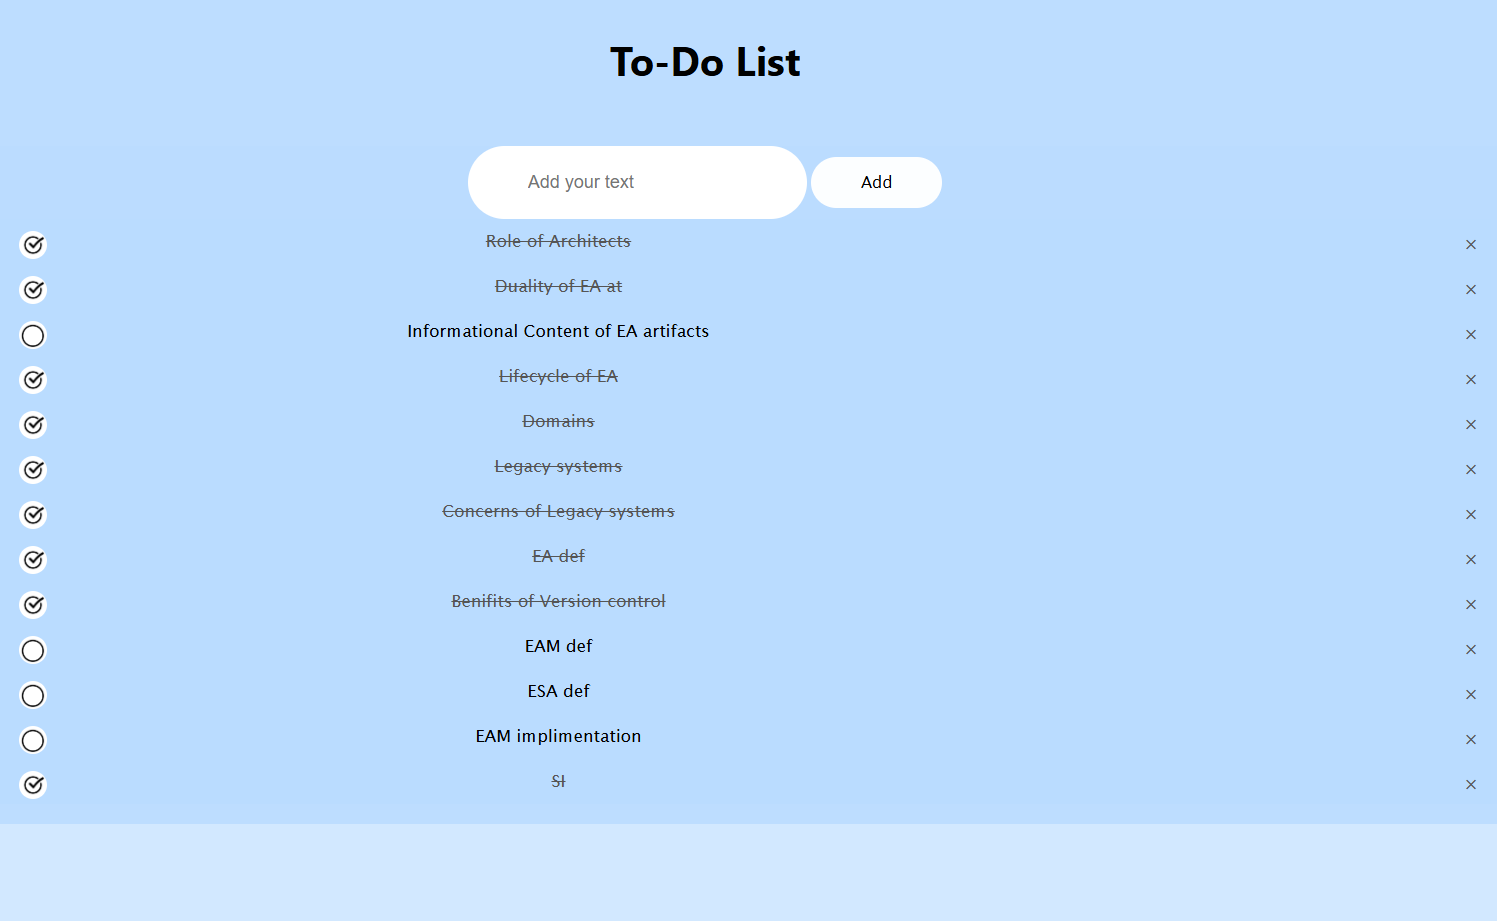 To-Do List
Add your text
Add
Role of Architects
Duality of EA at
Informational Content of EA artifacts
Lifecycle of EA
Domains
Legacy systems
Concerns of Legacy systems
EA def
Benifits of Version control
EAM def
ESA def
EAM implimentation
SI